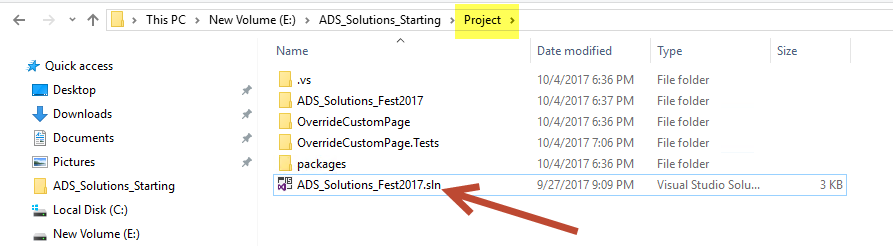 This PC > New Volume (E:) > ADS_Solutions_Starting > Project >
Name Date modified Type Size
Quick access
Desktop
Downloads
Documents
Pictures
ADS_Solutions_Starting
Local Disk (C:)
New Volume (E:)
.vs 10/4/2017 6:36 PM File folder
ADS_Solutions_Fest2017 10/4/2017 6:37 PM File folder
OverrideCustomPage 10/4/2017 6:36 PM File folder
OverrideCustomPage.Tests 10/4/2017 7:06 PM File folder
packages 10/4/2017 6:36 PM File folder
ADS_Solutions_Fest2017.sln 9/27/2017 9:09 PM Visual Studio Solu... 3 KB